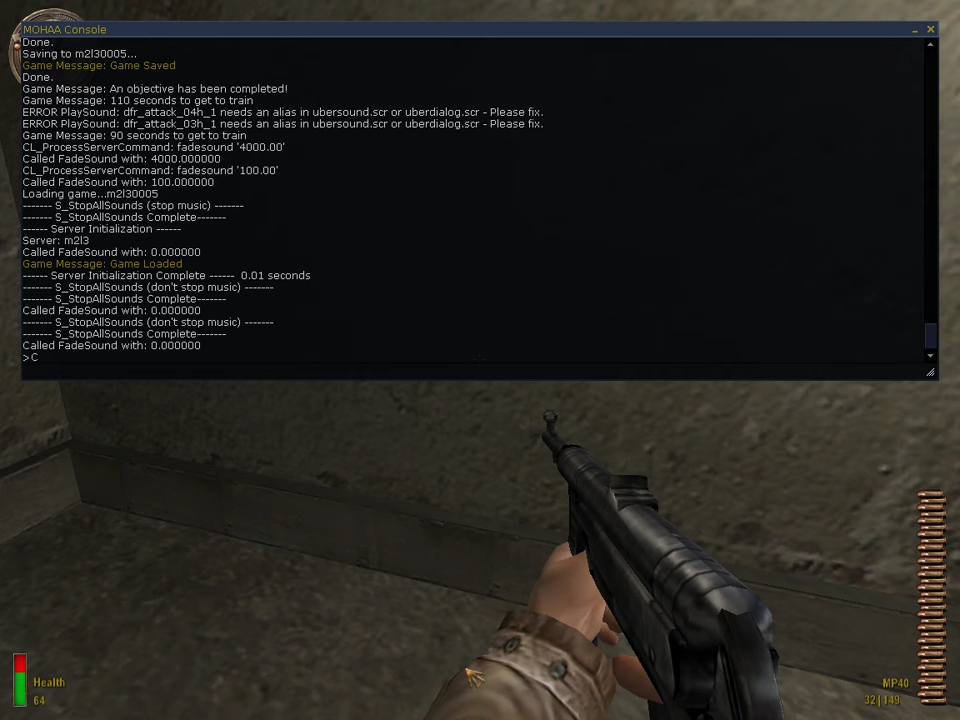 MOHAA Console
Done.
Saving to m2l30005...
Game Message: Game Saved
Done.
Game Message: An objective has been completed!
Game Message: 110 seconds to get to train
ERROR PlaySound: dfr_attack_04h_1 needs an alias in ubersound.scr or uberdialog.scr - Please fix.
ERROR PlaySound: dfr_attack_03h_1 needs an alias in ubersound.scr or uberdialog.scr - Please fix.
Game Message: 90 seconds to get to train
CL_ProcessServerCommand: fadesound '4000.00'
Called FadeSound with: 4000.000000
CL_ProcessServerCommand: fadesound '100.00'
Called FadeSound with: 100.000000
Loading game...m2l30005
------- S_StopAllSounds (stop music) -------
------- S_StopAllSounds Complete-------
------ Server Initialization ------
Server: m2l3
Called FadeSound with: 0.000000
Game Message: Game Loaded
------ Server Initialization Complete ------  0.01 seconds
------- S_StopAllSounds (don't stop music) -------
------- S_StopAllSounds Complete-------
Called FadeSound with: 0.000000
------- S_StopAllSounds (don't stop music) -------
------- S_StopAllSounds Complete-------
Called FadeSound with: 0.000000
>C
Health
64
MP40
32|149